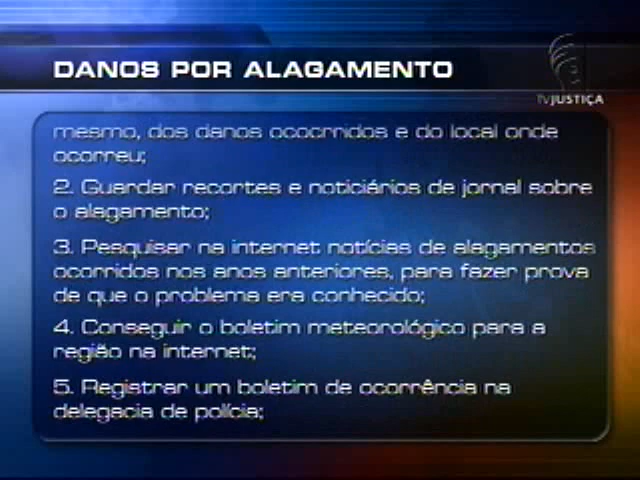 DANOS POR ALAGAMENTO
TVJUSTIÇA
mesmo, dos danos ococrridos e do local onde
ocorreu;
2. Guardar recortes e noticiários de jornal sobre
o alagamento;
3. Pesquisar na internet notícias de alagamentos
ocorridos nos anos anteriores, para fazer prova
de que o problema era conhecido;
4. Conseguir o boletim meteorológico para a
região na internet;
5. Registrar um boletim de ocorrência na
delegacia de polícia;